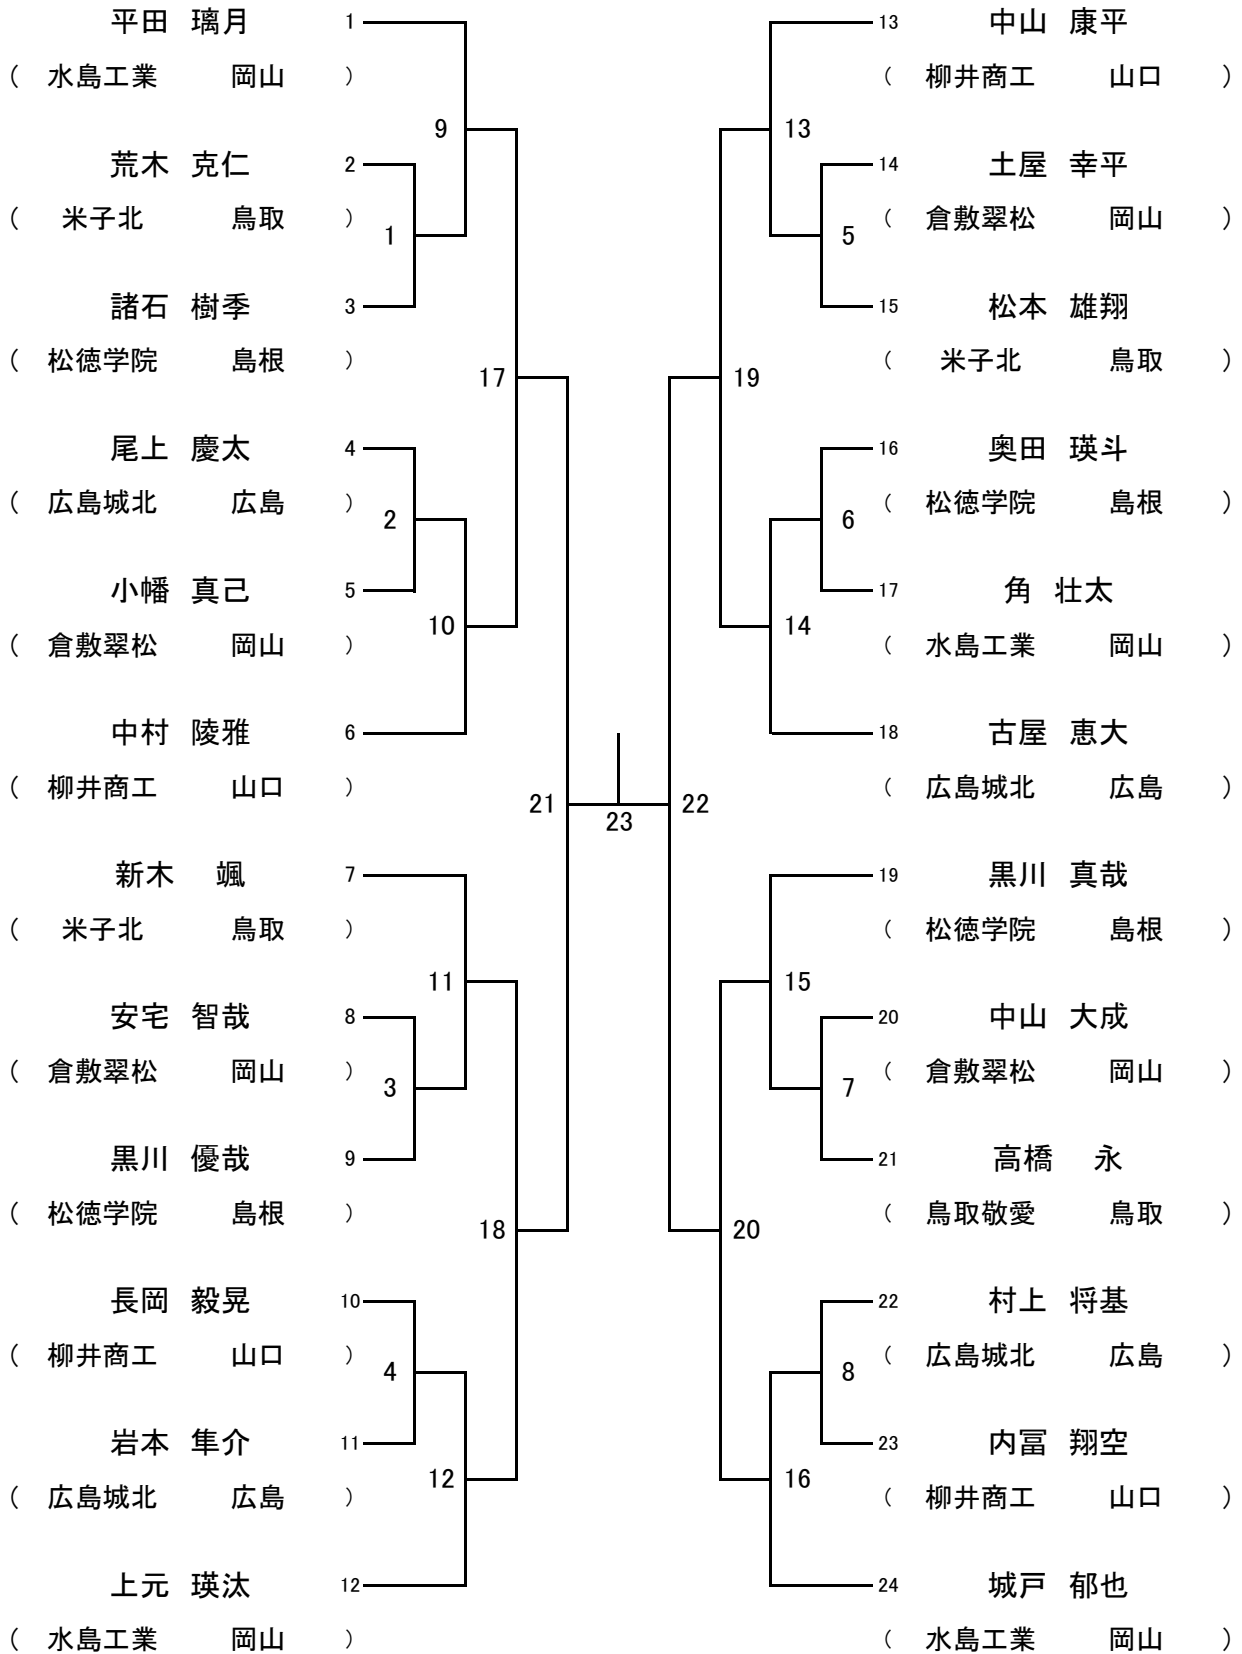 平田 璃月 1
( 水島工業 岡山 )
9
荒木 克仁 2
( 米子北 鳥取 )
1
諸石 樹季 3
( 松徳学院 島根 )
17
尾上 慶太 4
( 広島城北 広島 )
2
小幡 真己 5
10
( 倉敷翠松 岡山 )
中村 陵雅 6
( 柳井商工 山口 )
21
新木 颯 7
( 米子北 鳥取 )
11
安宅 智哉 8
( 倉敷翠松 岡山 )
3
黒川 優哉 9
( 松徳学院 島根 )
18
長岡 毅晃 10
( 柳井商工 山口 )
4
岩本 隼介 11
12
( 広島城北 広島 )
上元 瑛汰 12
( 水島工業 岡山 )
23
13 中山 康平
( 柳井商工 山口 )
13
14 土屋 幸平
( 倉敷翠松 岡山 )
5
15 松本 雄翔
( 米子北 鳥取 )
19
16 奥田 瑛斗
( 松徳学院 島根 )
6
17 角 壮太
14
( 水島工業 岡山 )
18 古屋 恵大
( 広島城北 広島 )
22
19 黒川 真哉
( 松徳学院 島根 )
15
20 中山 大成
( 倉敷翠松 岡山 )
7
21 高橋 永
( 鳥取敬愛 鳥取 )
20
22 村上 将基
( 広島城北 広島 )
8
23 内冨 翔空
16
( 柳井商工 山口 )
24 城戸 郁也
( 水島工業 岡山 )